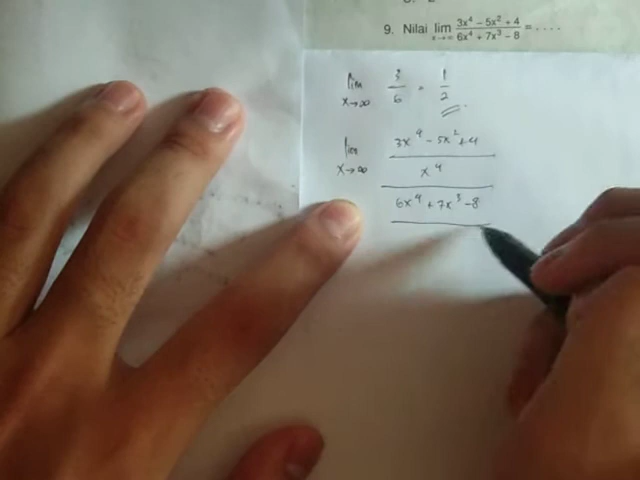 9. Nilai lim x→∞ 3x⁴ − 5x² + 4 / 6x⁴ + 7x³ − 8 = ....
lim x→∞ 3/6 = 1/2
lim x→∞
3x⁴ − 5x² + 4
x⁴
6x⁴ + 7x³ − 8